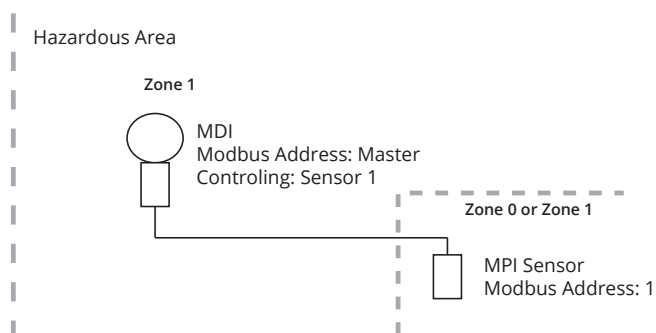 Hazardous Area
Zone 1
MDI
Modbus Address: Master
Controling: Sensor 1
Zone 0 or Zone 1
MPI Sensor
Modbus Address: 1